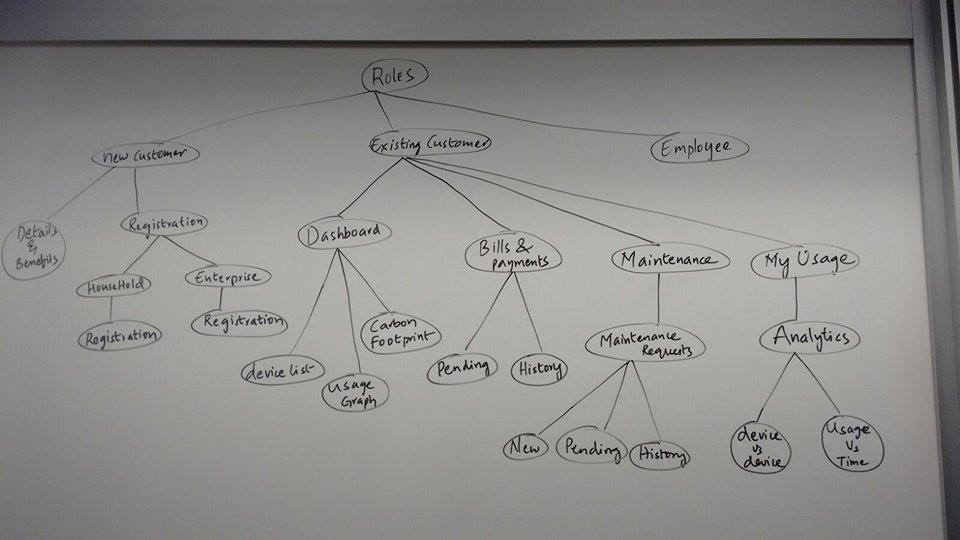 Roles
New Customer
Existing Customer
Employee
Details
&
Benefits
Registration
Dashboard
Bills &
Payments
Maintenance
My Usage
HouseHold
Enterprise
Registration
Registration
device list
Usage
Graph
Carbon
Footprint
Pending
History
Maintenance
Requests
Analytics
New
Pending
History
device
vs
device
Usage
Vs
Time